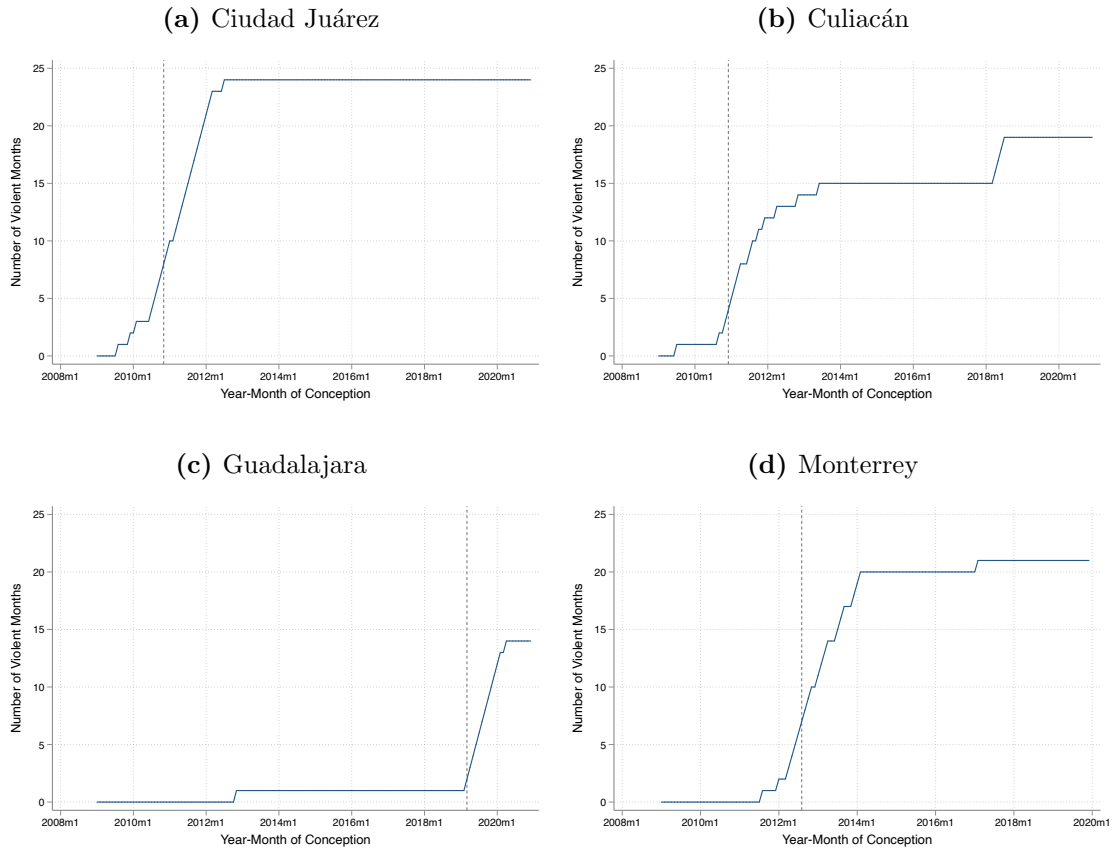 (a) Ciudad Juárez
25
20
15
10
5
0
Number of Violent Months
2008m1 2010m1 2012m1 2014m1 2016m1 2018m1 2020m1
Year-Month of Conception
(b) Culiacán
25
20
15
10
5
0
Number of Violent Months
2008m1 2010m1 2012m1 2014m1 2016m1 2018m1 2020m1
Year-Month of Conception
(c) Guadalajara
25
20
15
10
5
0
Number of Violent Months
2008m1 2010m1 2012m1 2014m1 2016m1 2018m1 2020m1
Year-Month of Conception
(d) Monterrey
25
20
15
10
5
0
Number of Violent Months
2008m1 2010m1 2012m1 2014m1 2016m1 2018m1 2020m1
Year-Month of Conception